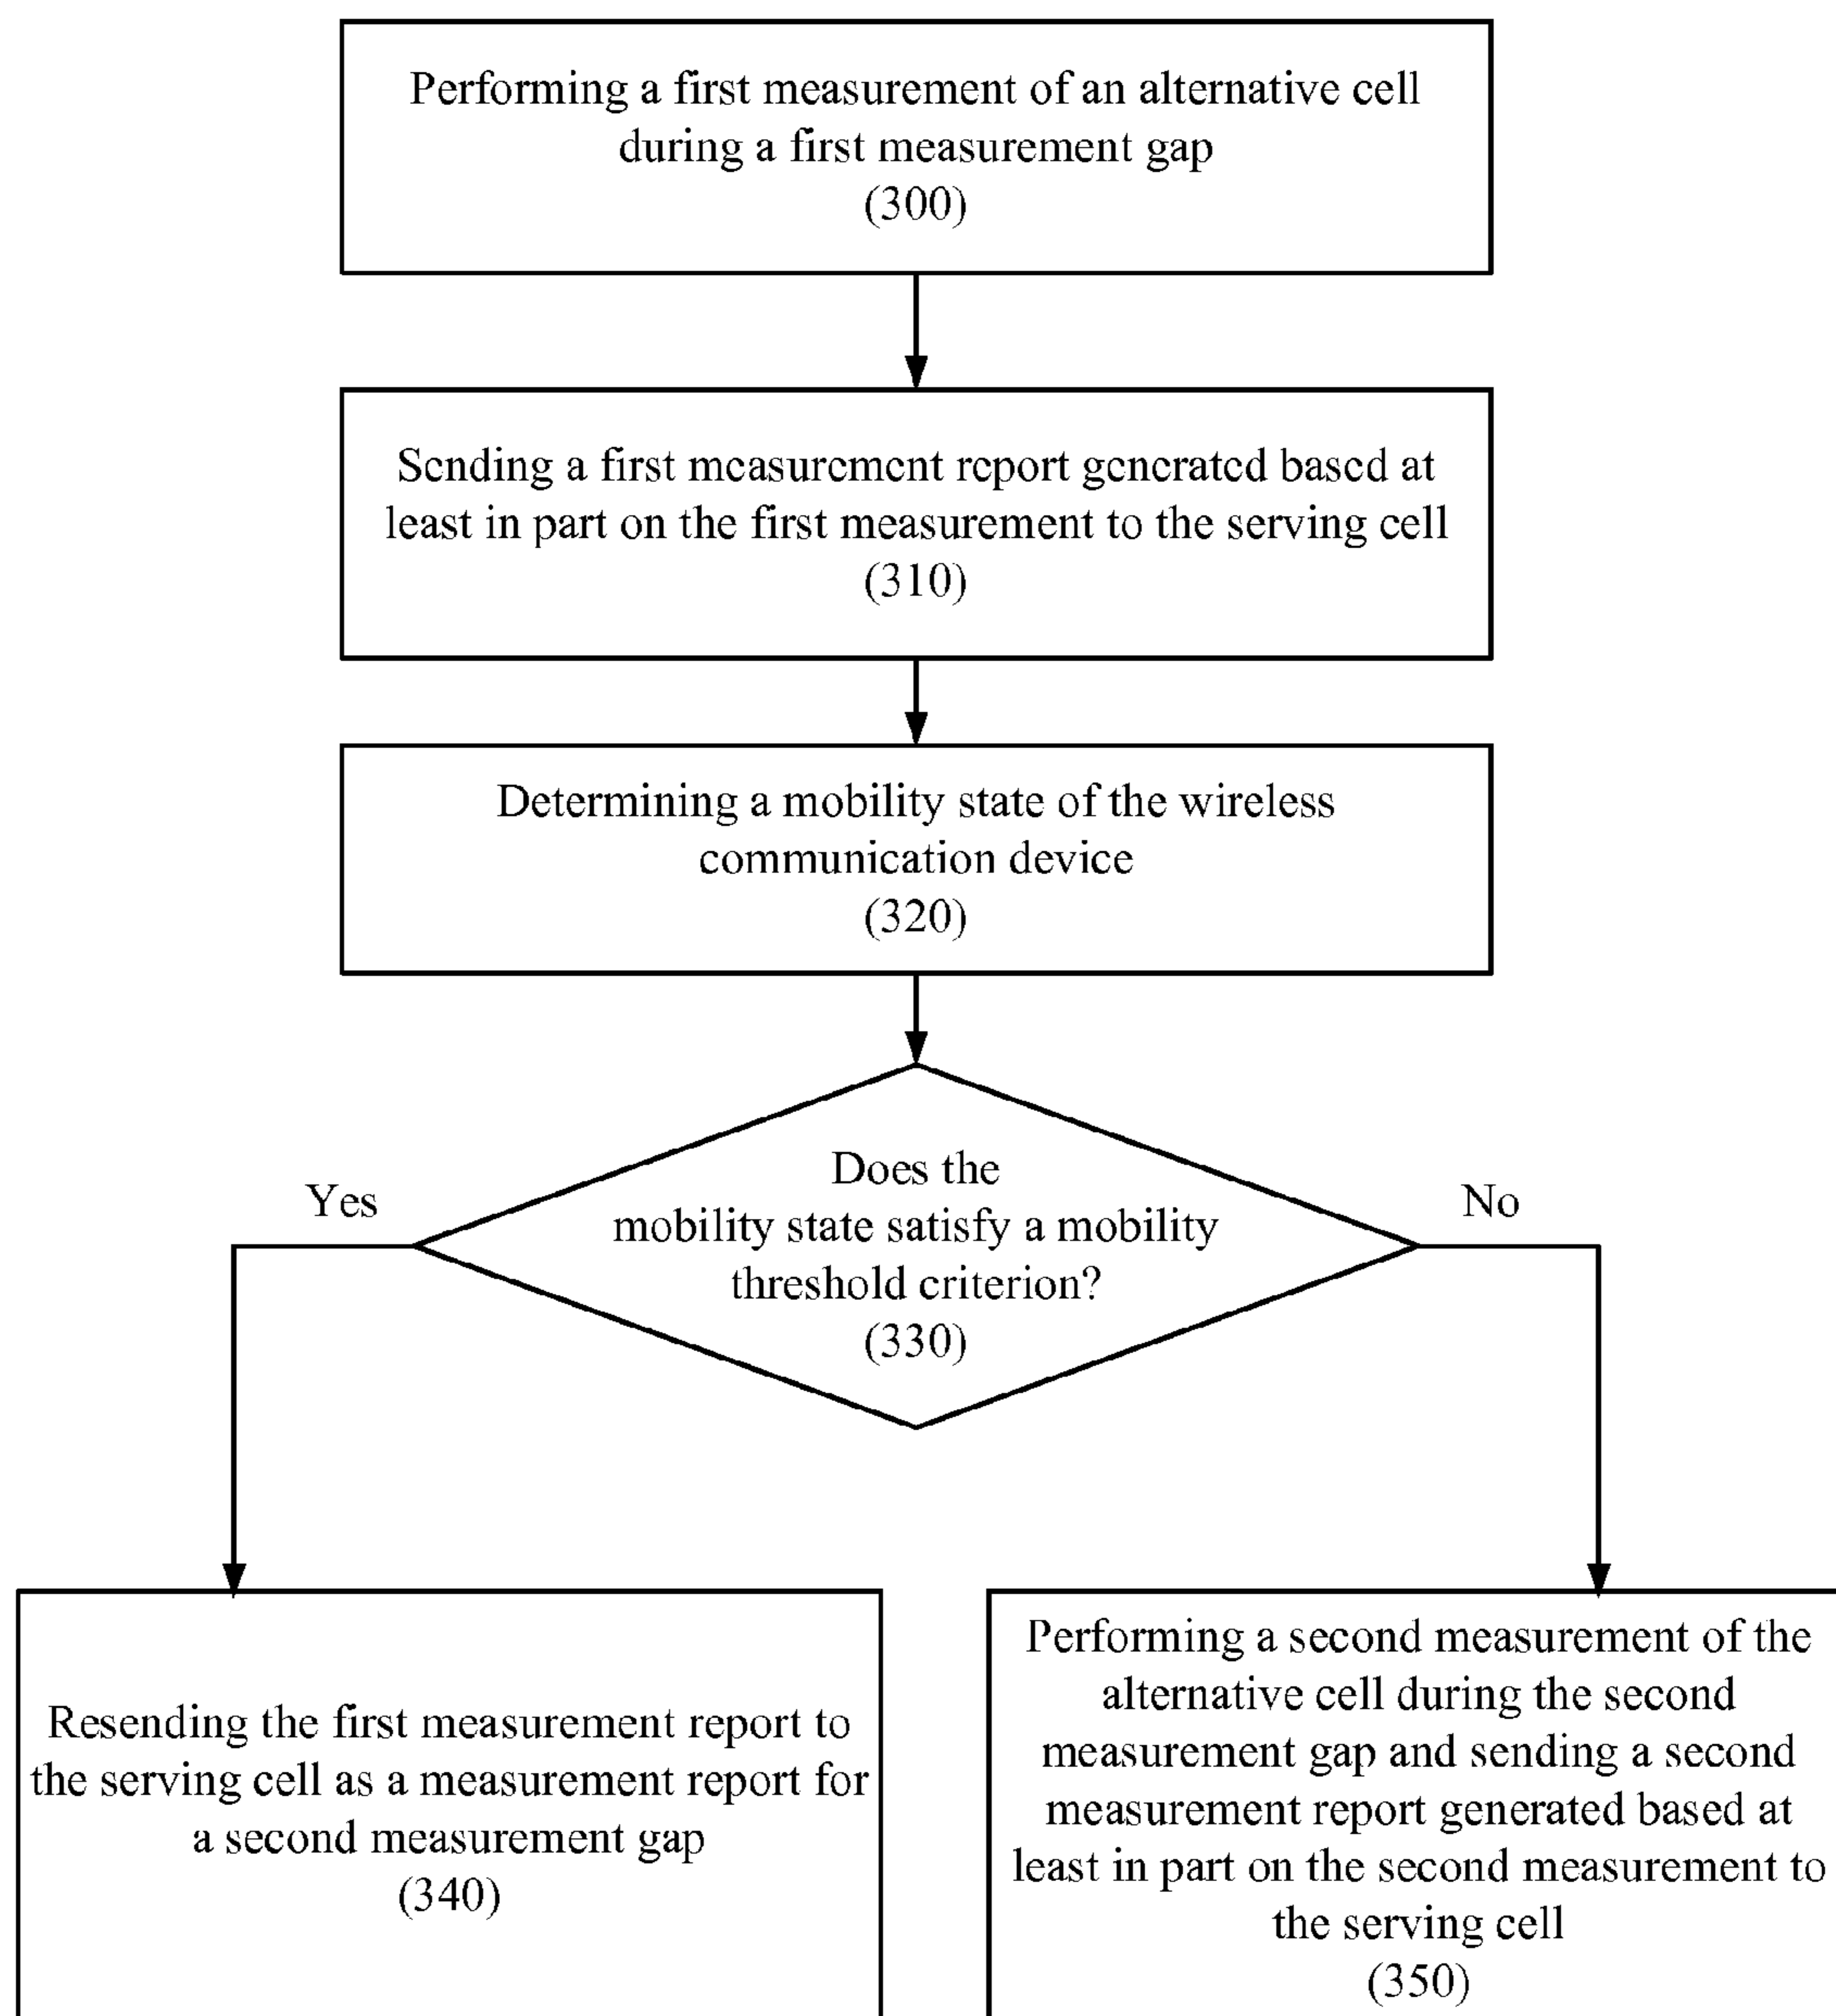 Performing a first measurement of an alternative cell
during a first measurement gap
(300)
Sending a first measurement report generated based at
least in part on the first measurement to the serving cell
(310)
Determining a mobility state of the wireless
communication device
(320)
Does the
mobility state satisfy a mobility
threshold criterion?
(330)
Yes
No
Resending the first measurement report to
the serving cell as a measurement report for
a second measurement gap
(340)
Performing a second measurement of the
alternative cell during the second
measurement gap and sending a second
measurement report generated based at
least in part on the second measurement to
the serving cell
(350)